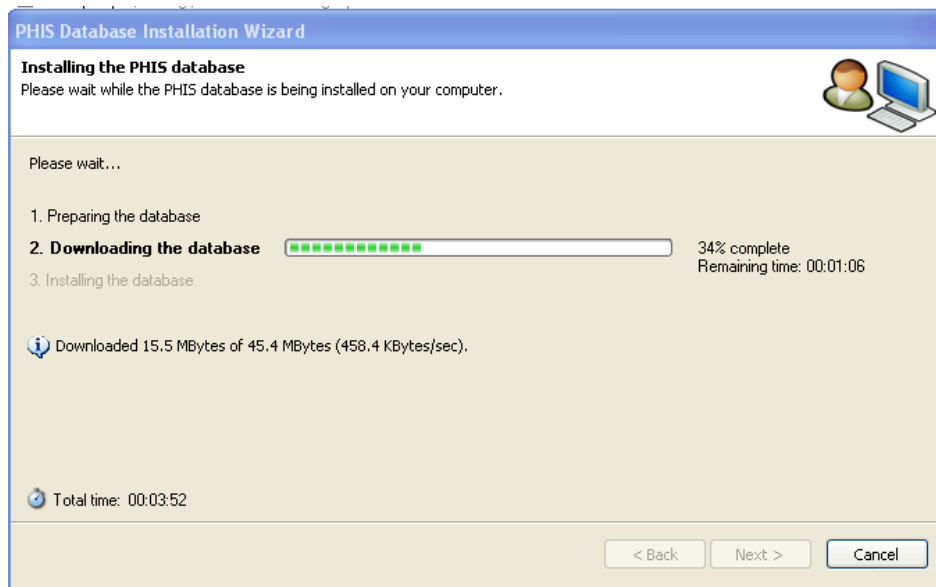 PHIS Database Installation Wizard
Installing the PHIS database
Please wait while the PHIS database is being installed on your computer.
Please wait...
1. Preparing the database
2. Downloading the database
34% complete
Remaining time: 00:01:06
3. Installing the database
Downloaded 15.5 MBytes of 45.4 MBytes (458.4 KBytes/sec).
Total time: 00:03:52
< Back
Next >
Cancel